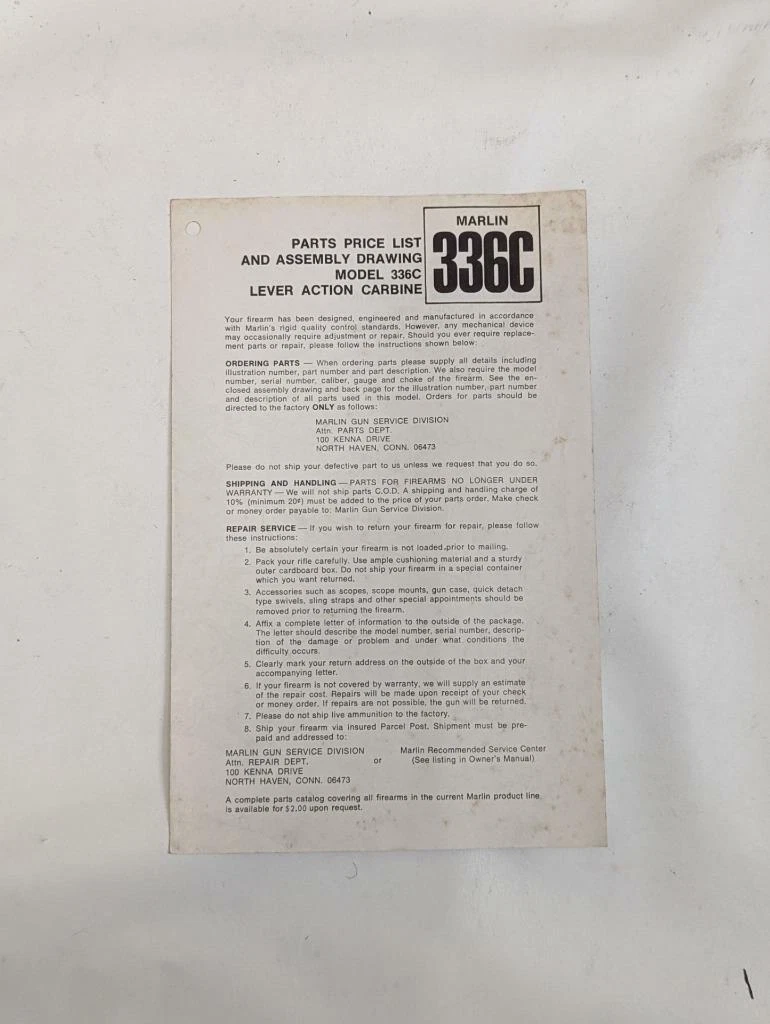 MARLIN
336C
PARTS PRICE LIST
AND ASSEMBLY DRAWING
MODEL 336C
LEVER ACTION CARBINE
Your firearm has been designed, engineered and manufactured in accordance
with Marlin's rigid quality control standards. However, any mechanical device
may occasionally require adjustment or repair. Should you ever require replace-
ment parts or repair, please follow the instructions shown below:
ORDERING PARTS — When ordering parts please supply all details including
illustration number, part number and part description. We also require the model
number, serial number, caliber, gauge and choke of the firearm. See the en-
closed assembly drawing and back page for the illustration number, part number
and description of all parts used in this model. Orders for parts should be
directed to the factory ONLY as follows:
MARLIN GUN SERVICE DIVISION
Attn. PARTS DEPT.
100 KENNA DRIVE
NORTH HAVEN, CONN. 06473
Please do not ship your defective part to us unless we request that you do so.
SHIPPING AND HANDLING — PARTS FOR FIREARMS NO LONGER UNDER
WARRANTY — We will not ship parts C.O.D. A shipping and handling charge of
10% (minimum 20¢) must be added to the price of your parts order. Make check
or money order payable to: Marlin Gun Service Division.
REPAIR SERVICE — If you wish to return your firearm for repair, please follow
these instructions:
1. Be absolutely certain your firearm is not loaded prior to mailing.
2. Pack your rifle carefully. Use ample cushioning material and a sturdy
outer cardboard box. Do not ship your firearm in a special container
which you want returned.
3. Accessories such as scopes, scope mounts, gun case, quick detach
type swivels, sling straps and other special appointments should be
removed prior to returning the firearm.
4. Affix a complete letter of information to the outside of the package.
The letter should describe the model number, serial number, descrip-
tion of the damage or problem and under what conditions the
difficulty occurs.
5. Clearly mark your return address on the outside of the box and your
accompanying letter.
6. If your firearm is not covered by warranty, we will supply an estimate
of the repair cost. Repairs will be made upon receipt of your check
or money order. If repairs are not possible, the gun will be returned.
7. Please do not ship live ammunition to the factory.
8. Ship your firearm via insured Parcel Post. Shipment must be pre-
paid and addressed to:
MARLIN GUN SERVICE DIVISION
Attn. REPAIR DEPT.
100 KENNA DRIVE
NORTH HAVEN, CONN. 06473
or
Marlin Recommended Service Center
(See listing in Owner's Manual)
A complete parts catalog covering all firearms in the current Marlin product line
is available for $2.00 upon request.